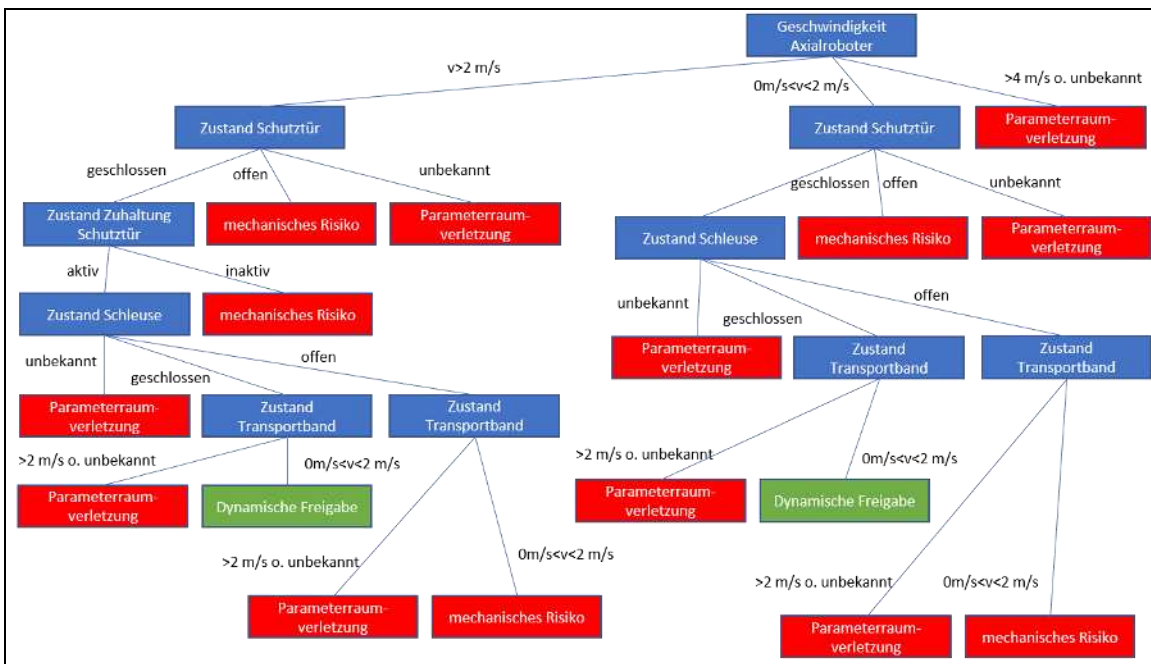 Geschwindigkeit
Axialroboter
v>2 m/s
0m/s<v<2 m/s
>4 m/s o. unbekannt
Zustand Schutztür
Zustand Schutztür
Parameterraum-
verletzung
geschlossen
offen
unbekannt
geschlossen
offen
unbekannt
Zustand Zuhaltung
Schutztür
mechanisches Risiko
Parameterraum-
verletzung
Zustand Schleuse
mechanisches Risiko
Parameterraum-
verletzung
aktiv
inaktiv
unbekannt
geschlossen
offen
Zustand Schleuse
mechanisches Risiko
Parameterraum-
verletzung
Zustand
Transportband
Zustand
Transportband
unbekannt
geschlossen
offen
Parameterraum-
verletzung
Zustand
Transportband
Zustand
Transportband
>2 m/s o. unbekannt
0m/s<v<2 m/s
>2 m/s o. unbekannt
0m/s<v<2 m/s
Parameterraum-
verletzung
Dynamische Freigabe
Parameterraum-
verletzung
Dynamische Freigabe
>2 m/s o. unbekannt
0m/s<v<2 m/s
>2 m/s o. unbekannt
0m/s<v<2 m/s
Parameterraum-
verletzung
mechanisches Risiko
Parameterraum-
verletzung
mechanisches Risiko